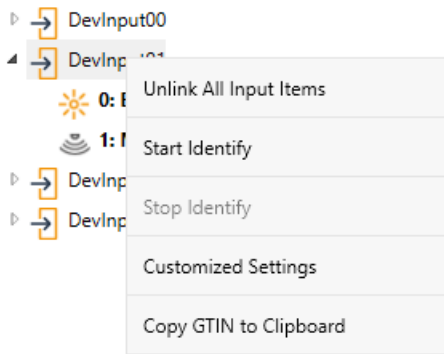 DevInput00
DevInp
0:
1:
DevInp
DevInp
Unlink All Input Items
Start Identify
Stop Identify
Customized Settings
Copy GTIN to Clipboard